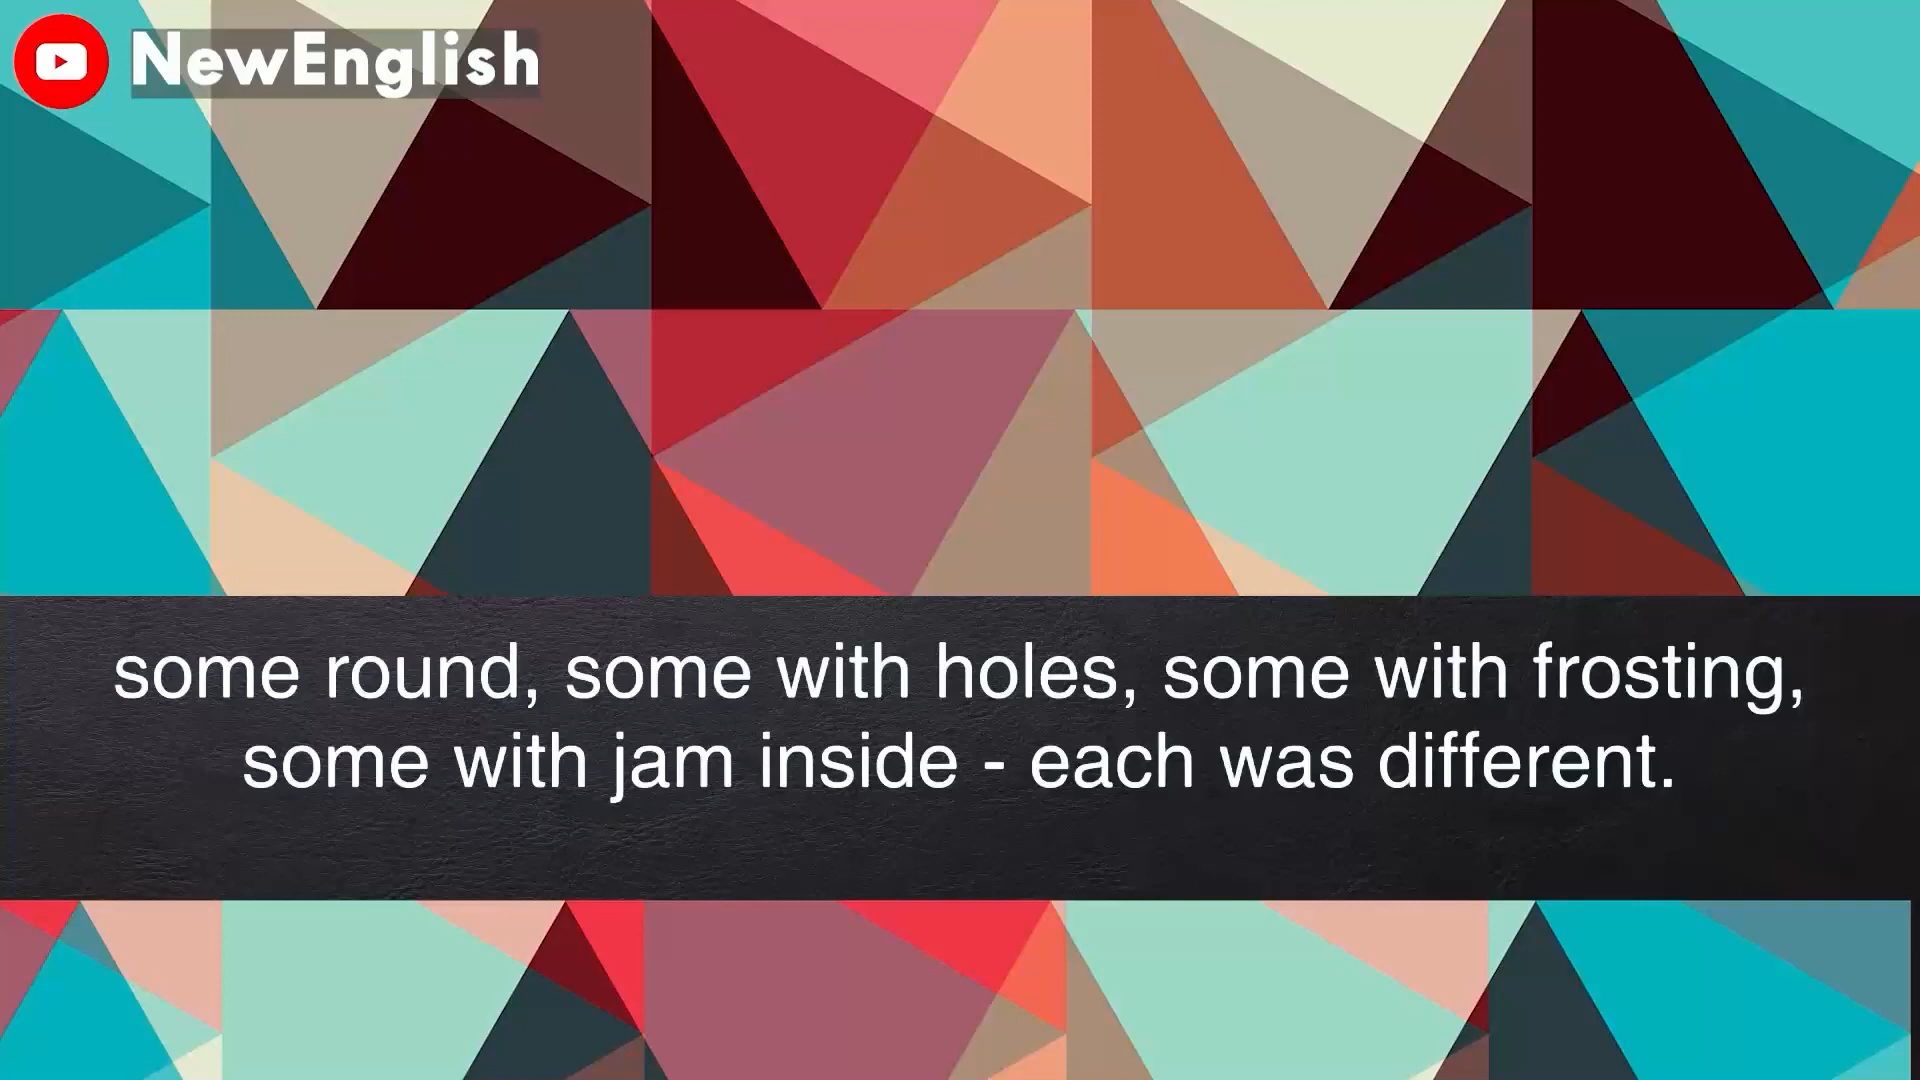 NewEnglish
some round, some with holes, some with frosting,
some with jam inside - each was different.